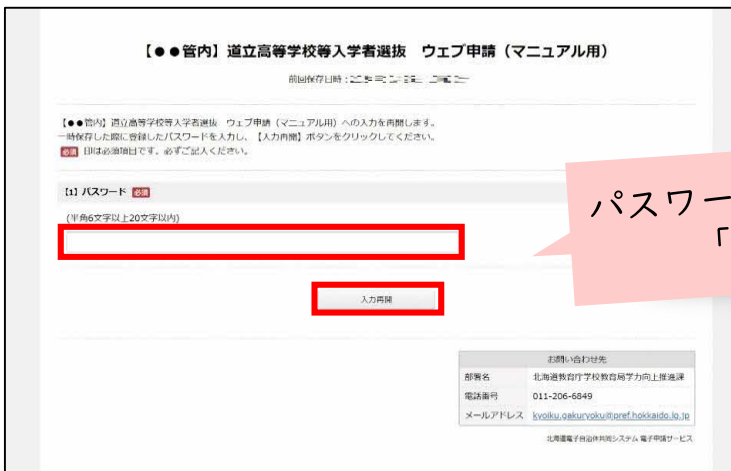 【●●管内】道立高等学校等入学者選抜　ウェブ申請（マニュアル用）
前回保存日時：
【●●管内】道立高等学校等入学者選抜　ウェブ申請（マニュアル用）への入力を再開します。
一時保存した際に登録したパスワードを入力し、【入力再開】ボタンをクリックしてください。
必須 印は必須項目です。必ずご記入ください。
[1] パスワード 必須
(半角6文字以上20文字以内)
パスワー
「
入力再開
お問い合わせ先
部署名 北海道教育庁学校教育局学力向上推進課
電話番号 011-206-6849
メールアドレス kyoiku.gakuryoku@pref.hokkaido.lg.jp
北海道電子自治体共同システム 電子申請サービス